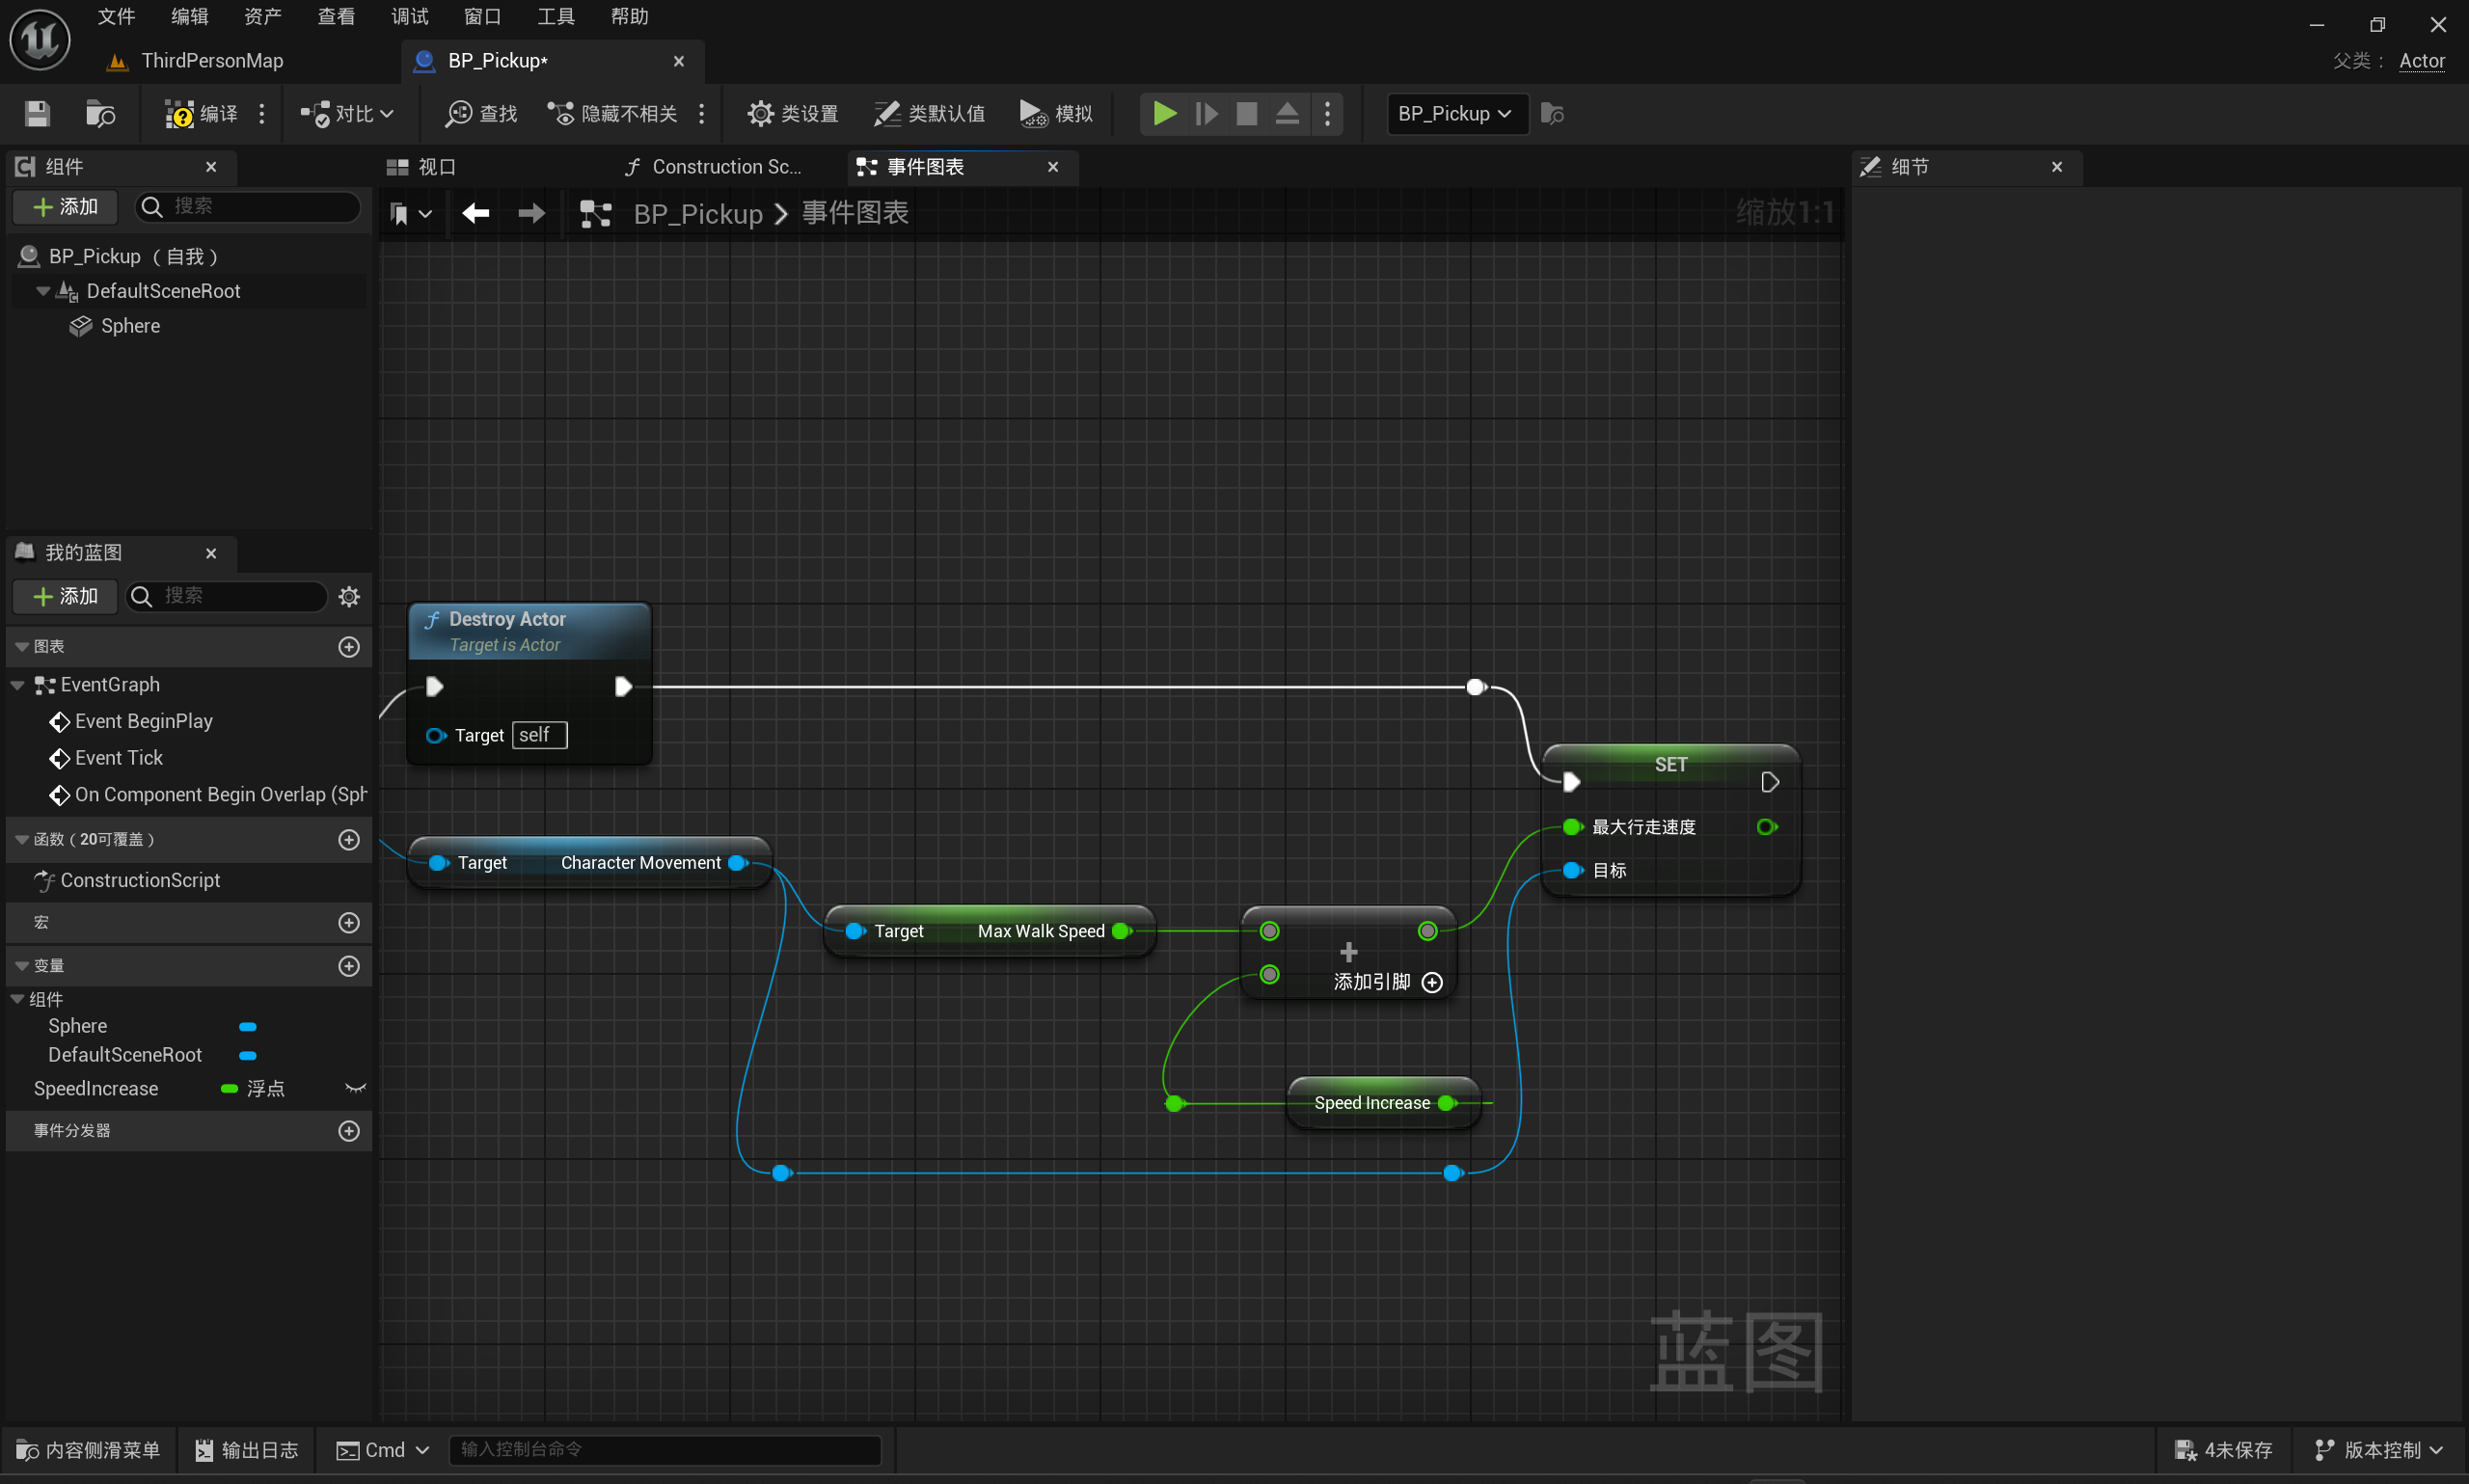 文件 编辑 资产 查看 调试 窗口 工具 帮助
ThirdPersonMap
BP_Pickup*
父类： Actor
编译
对比
查找
隐藏不相关
类设置
类默认值
模拟
BP_Pickup
组件
添加
搜索
BP_Pickup （自我）
DefaultSceneRoot
Sphere
我的蓝图
添加
搜索
图表
EventGraph
Event BeginPlay
Event Tick
On Component Begin Overlap (Sph
函数（20可覆盖）
ConstructionScript
宏
变量
组件
Sphere
DefaultSceneRoot
SpeedIncrease 浮点
事件分发器
视口
Construction Sc...
事件图表
BP_Pickup 事件图表
缩放1:1
Destroy Actor
Target is Actor
Target self
Target Character Movement
Target Max Walk Speed
添加引脚
Speed Increase
SET
最大行走速度
目标
蓝图
细节
内容侧滑菜单
输出日志
Cmd
输入控制台命令
4未保存
版本控制